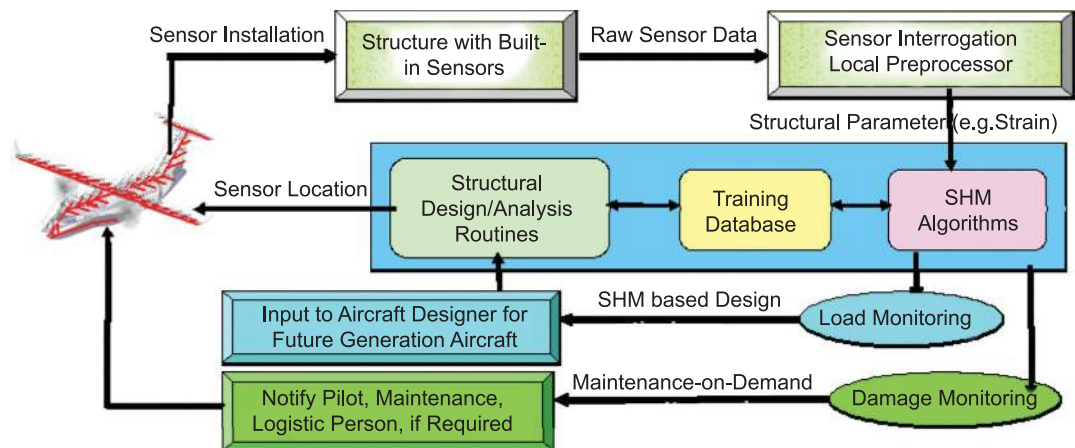 Sensor Installation
Structure with Built-
in Sensors
Raw Sensor Data
Sensor Interrogation
Local Preprocessor
Structural Parameter (e.g.Strain)
Sensor Location
Structural
Design/Analysis
Routines
Training
Database
SHM
Algorithms
Input to Aircraft Designer for
Future Generation Aircraft
SHM based Design
Load Monitoring
Notify Pilot, Maintenance,
Logistic Person, if Required
Maintenance-on-Demand
Damage Monitoring